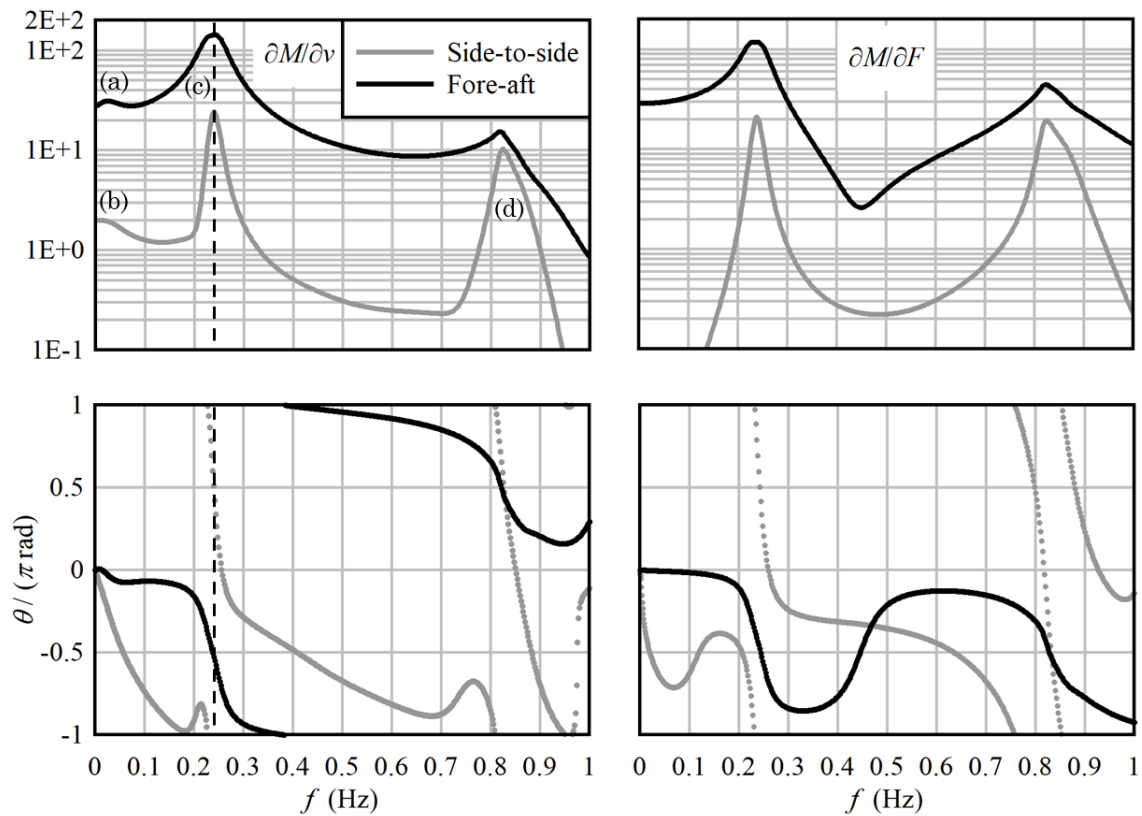 2E+2
1E+2
1E+1
1E+0
1E-1
∂M/∂v
Side-to-side
Fore-aft
(a)
(b)
(c)
(d)
∂M/∂F
θ / (π rad)
1
0.5
0
-0.5
-1
0 0.1 0.2 0.3 0.4 0.5 0.6 0.7 0.8 0.9 1
f (Hz)
0 0.1 0.2 0.3 0.4 0.5 0.6 0.7 0.8 0.9 1
f (Hz)